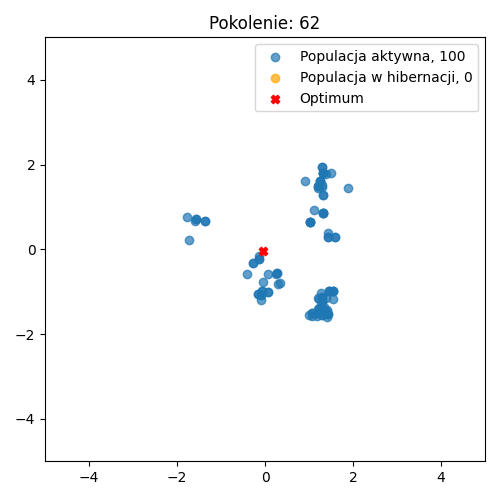 Pokolenie: 62
Populacja aktywna, 100
Populacja w hibernacji, 0
Optimum
4
2
0
−2
−4
−4 −2 0 2 4